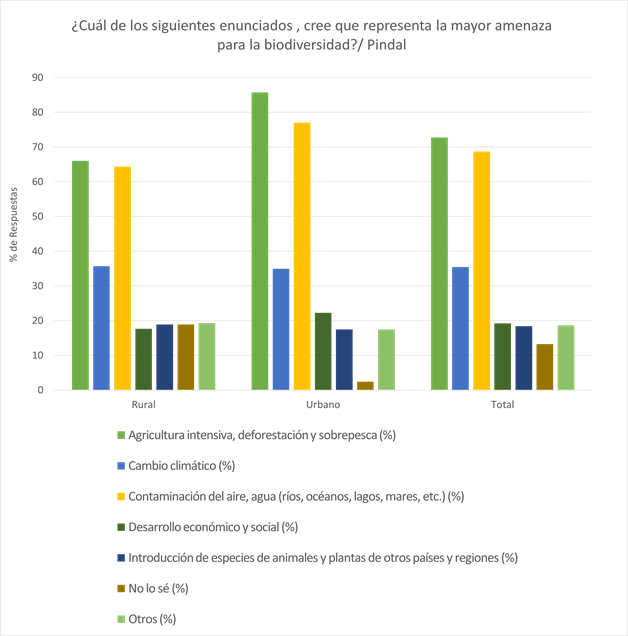 ¿Cuál de los siguientes enunciados , cree que representa la mayor amenaza
para la biodiversidad?/ Pindal
90
80
70
60
50
40
30
20
10
0
% de Respuestas
Rural
Urbano
Total
Agricultura intensiva, deforestación y sobrepesca (%)
Cambio climático (%)
Contaminación del aire, agua (ríos, océanos, lagos, mares, etc.) (%)
Desarrollo económico y social (%)
Introducción de especies de animales y plantas de otros países y regiones (%)
No lo sé (%)
Otros (%)